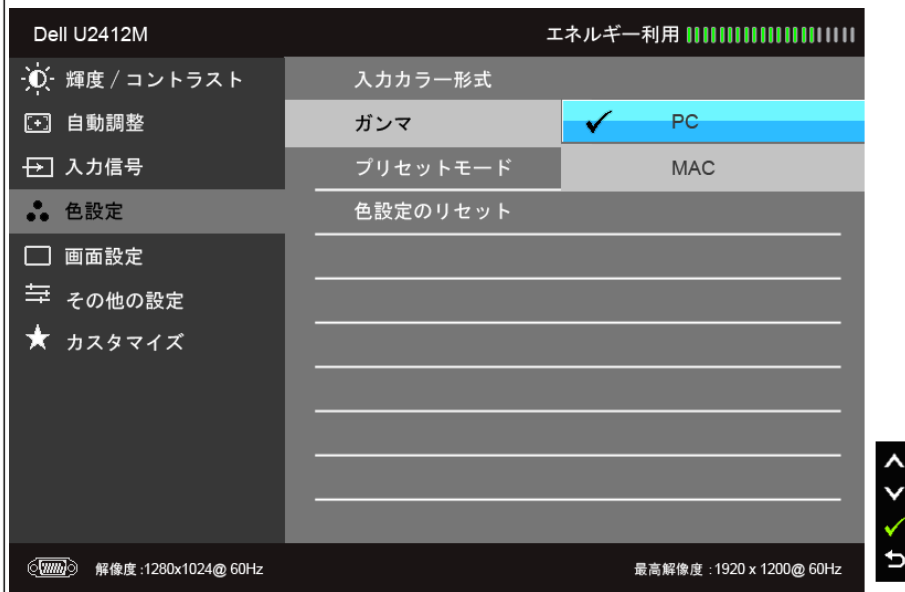 Dell U2412M
エネルギー利用
輝度 / コントラスト
自動調整
入力信号
色設定
画面設定
その他の設定
カスタマイズ
入力カラー形式
ガンマ
プリセットモード
色設定のリセット
PC
MAC
解像度 :1280x1024@ 60Hz
最高解像度 : 1920 x 1200@ 60Hz